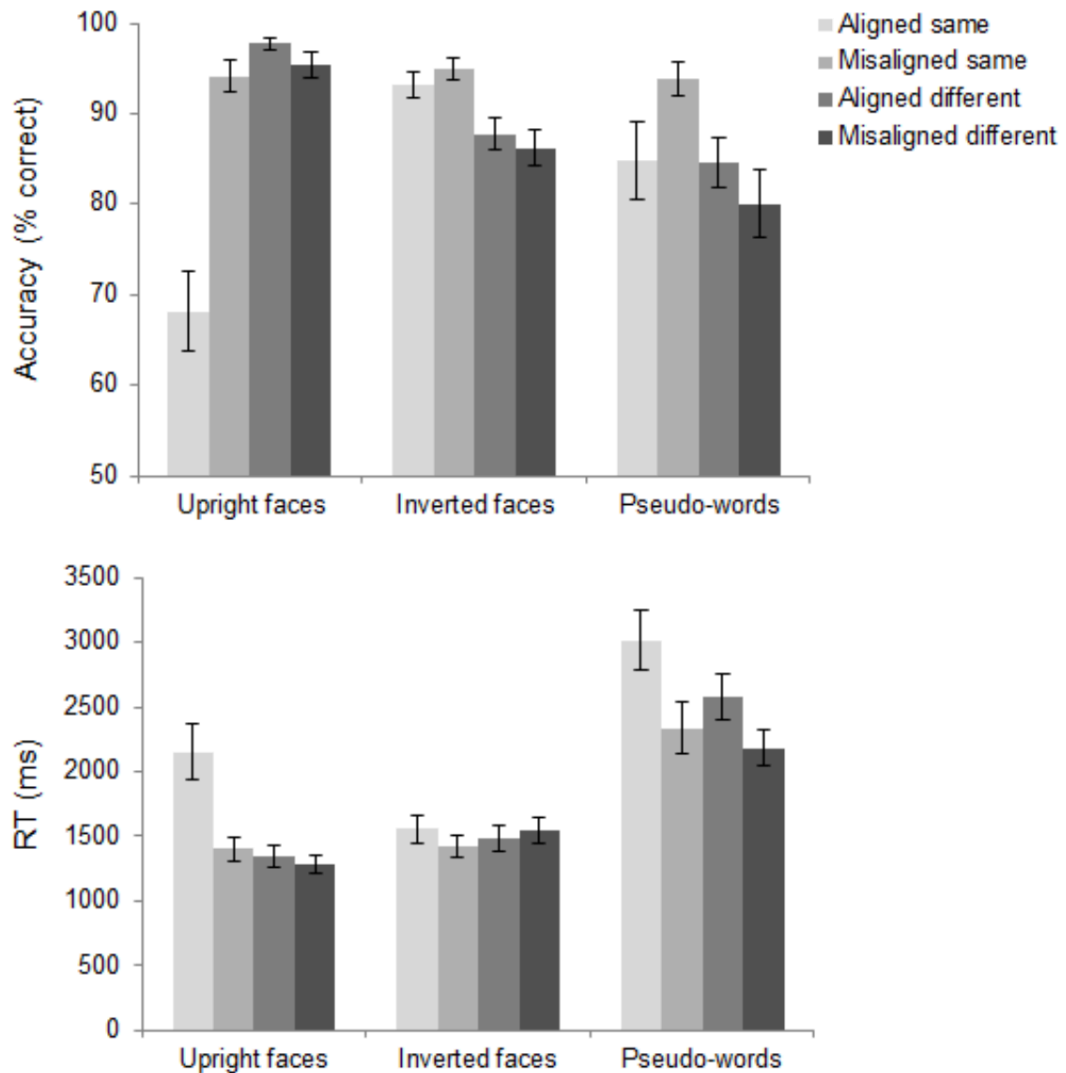 Accuracy (% correct)
100
90
80
70
60
50
Upright faces
Inverted faces
Pseudo-words
Aligned same
Misaligned same
Aligned different
Misaligned different
RT (ms)
3500
3000
2500
2000
1500
1000
500
0
Upright faces
Inverted faces
Pseudo-words